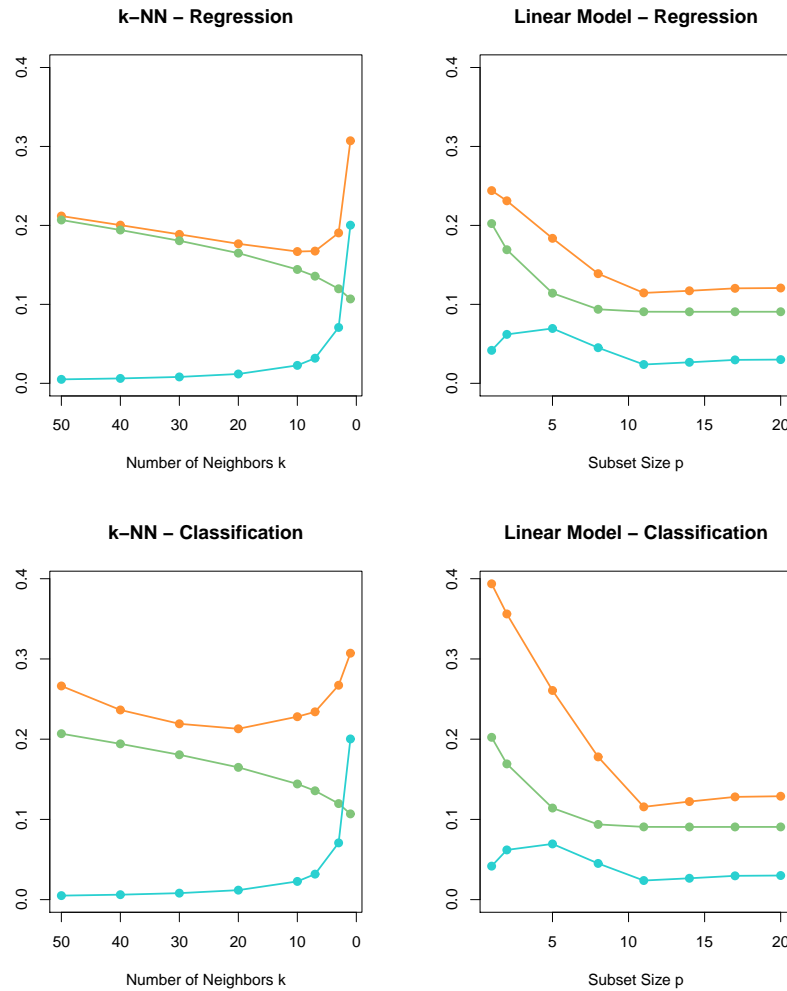 k−NN − Regression
0.4
0.3
0.2
0.1
0.0
50 40 30 20 10 0
Number of Neighbors k
Linear Model − Regression
0.4
0.3
0.2
0.1
0.0
5 10 15 20
Subset Size p
k−NN − Classification
0.4
0.3
0.2
0.1
0.0
50 40 30 20 10 0
Number of Neighbors k
Linear Model − Classification
0.4
0.3
0.2
0.1
0.0
5 10 15 20
Subset Size p